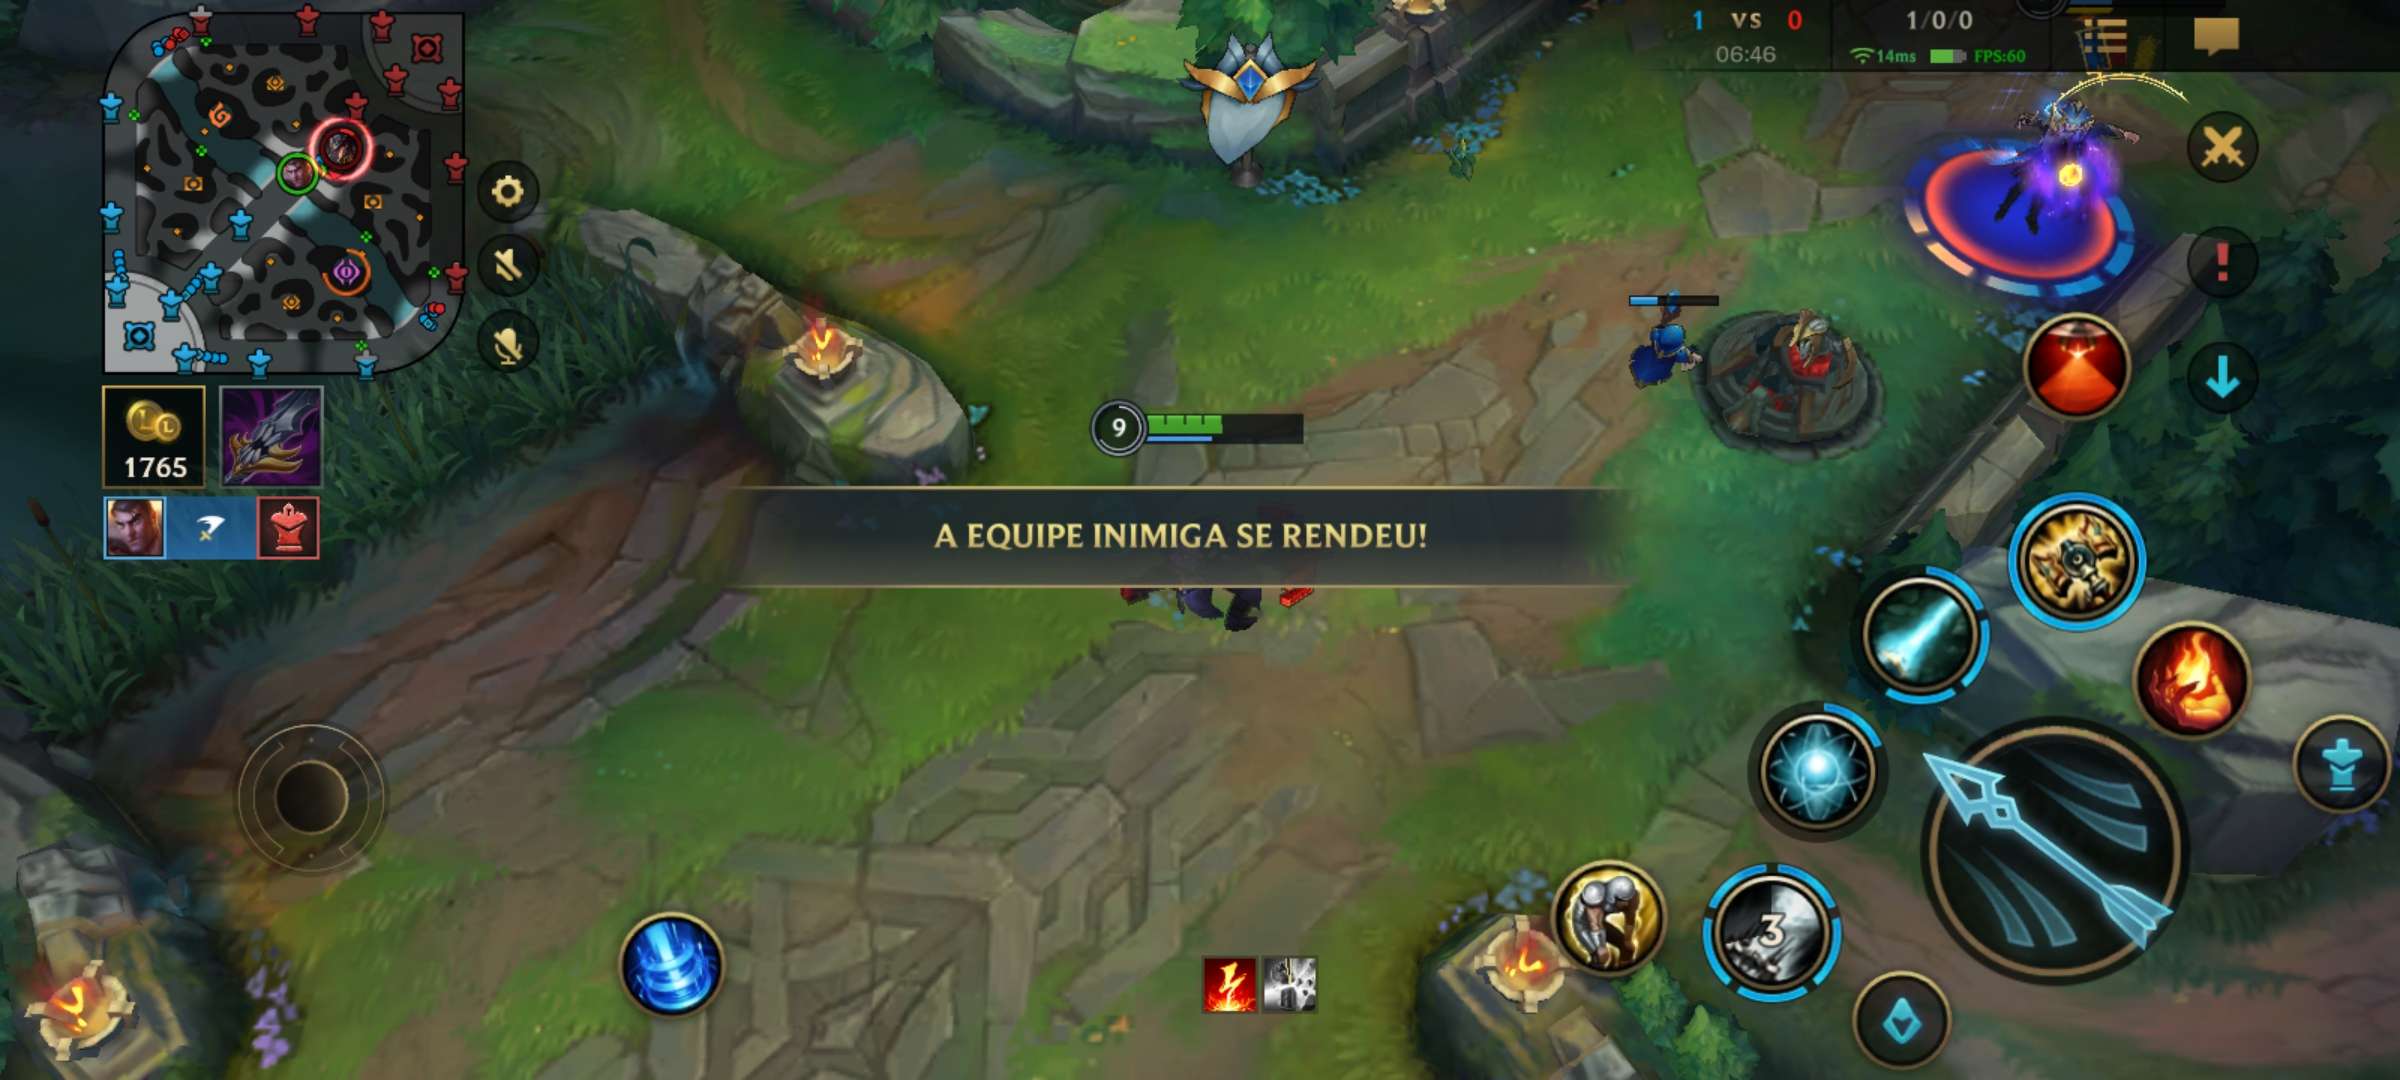 1 VS 0
06:46
1/0/0
14ms FPS:60
1765
9
A EQUIPE INIMIGA SE RENDEU!
3